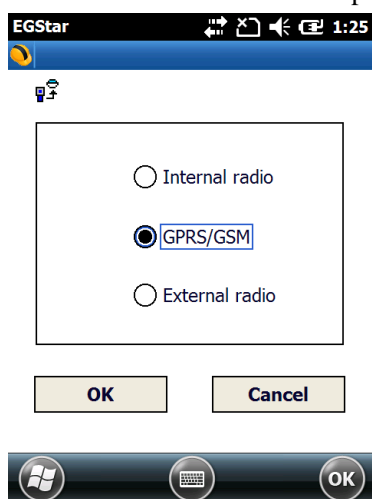 EGStar 1:25
Internal radio
GPRS/GSM
External radio
OK Cancel
OK